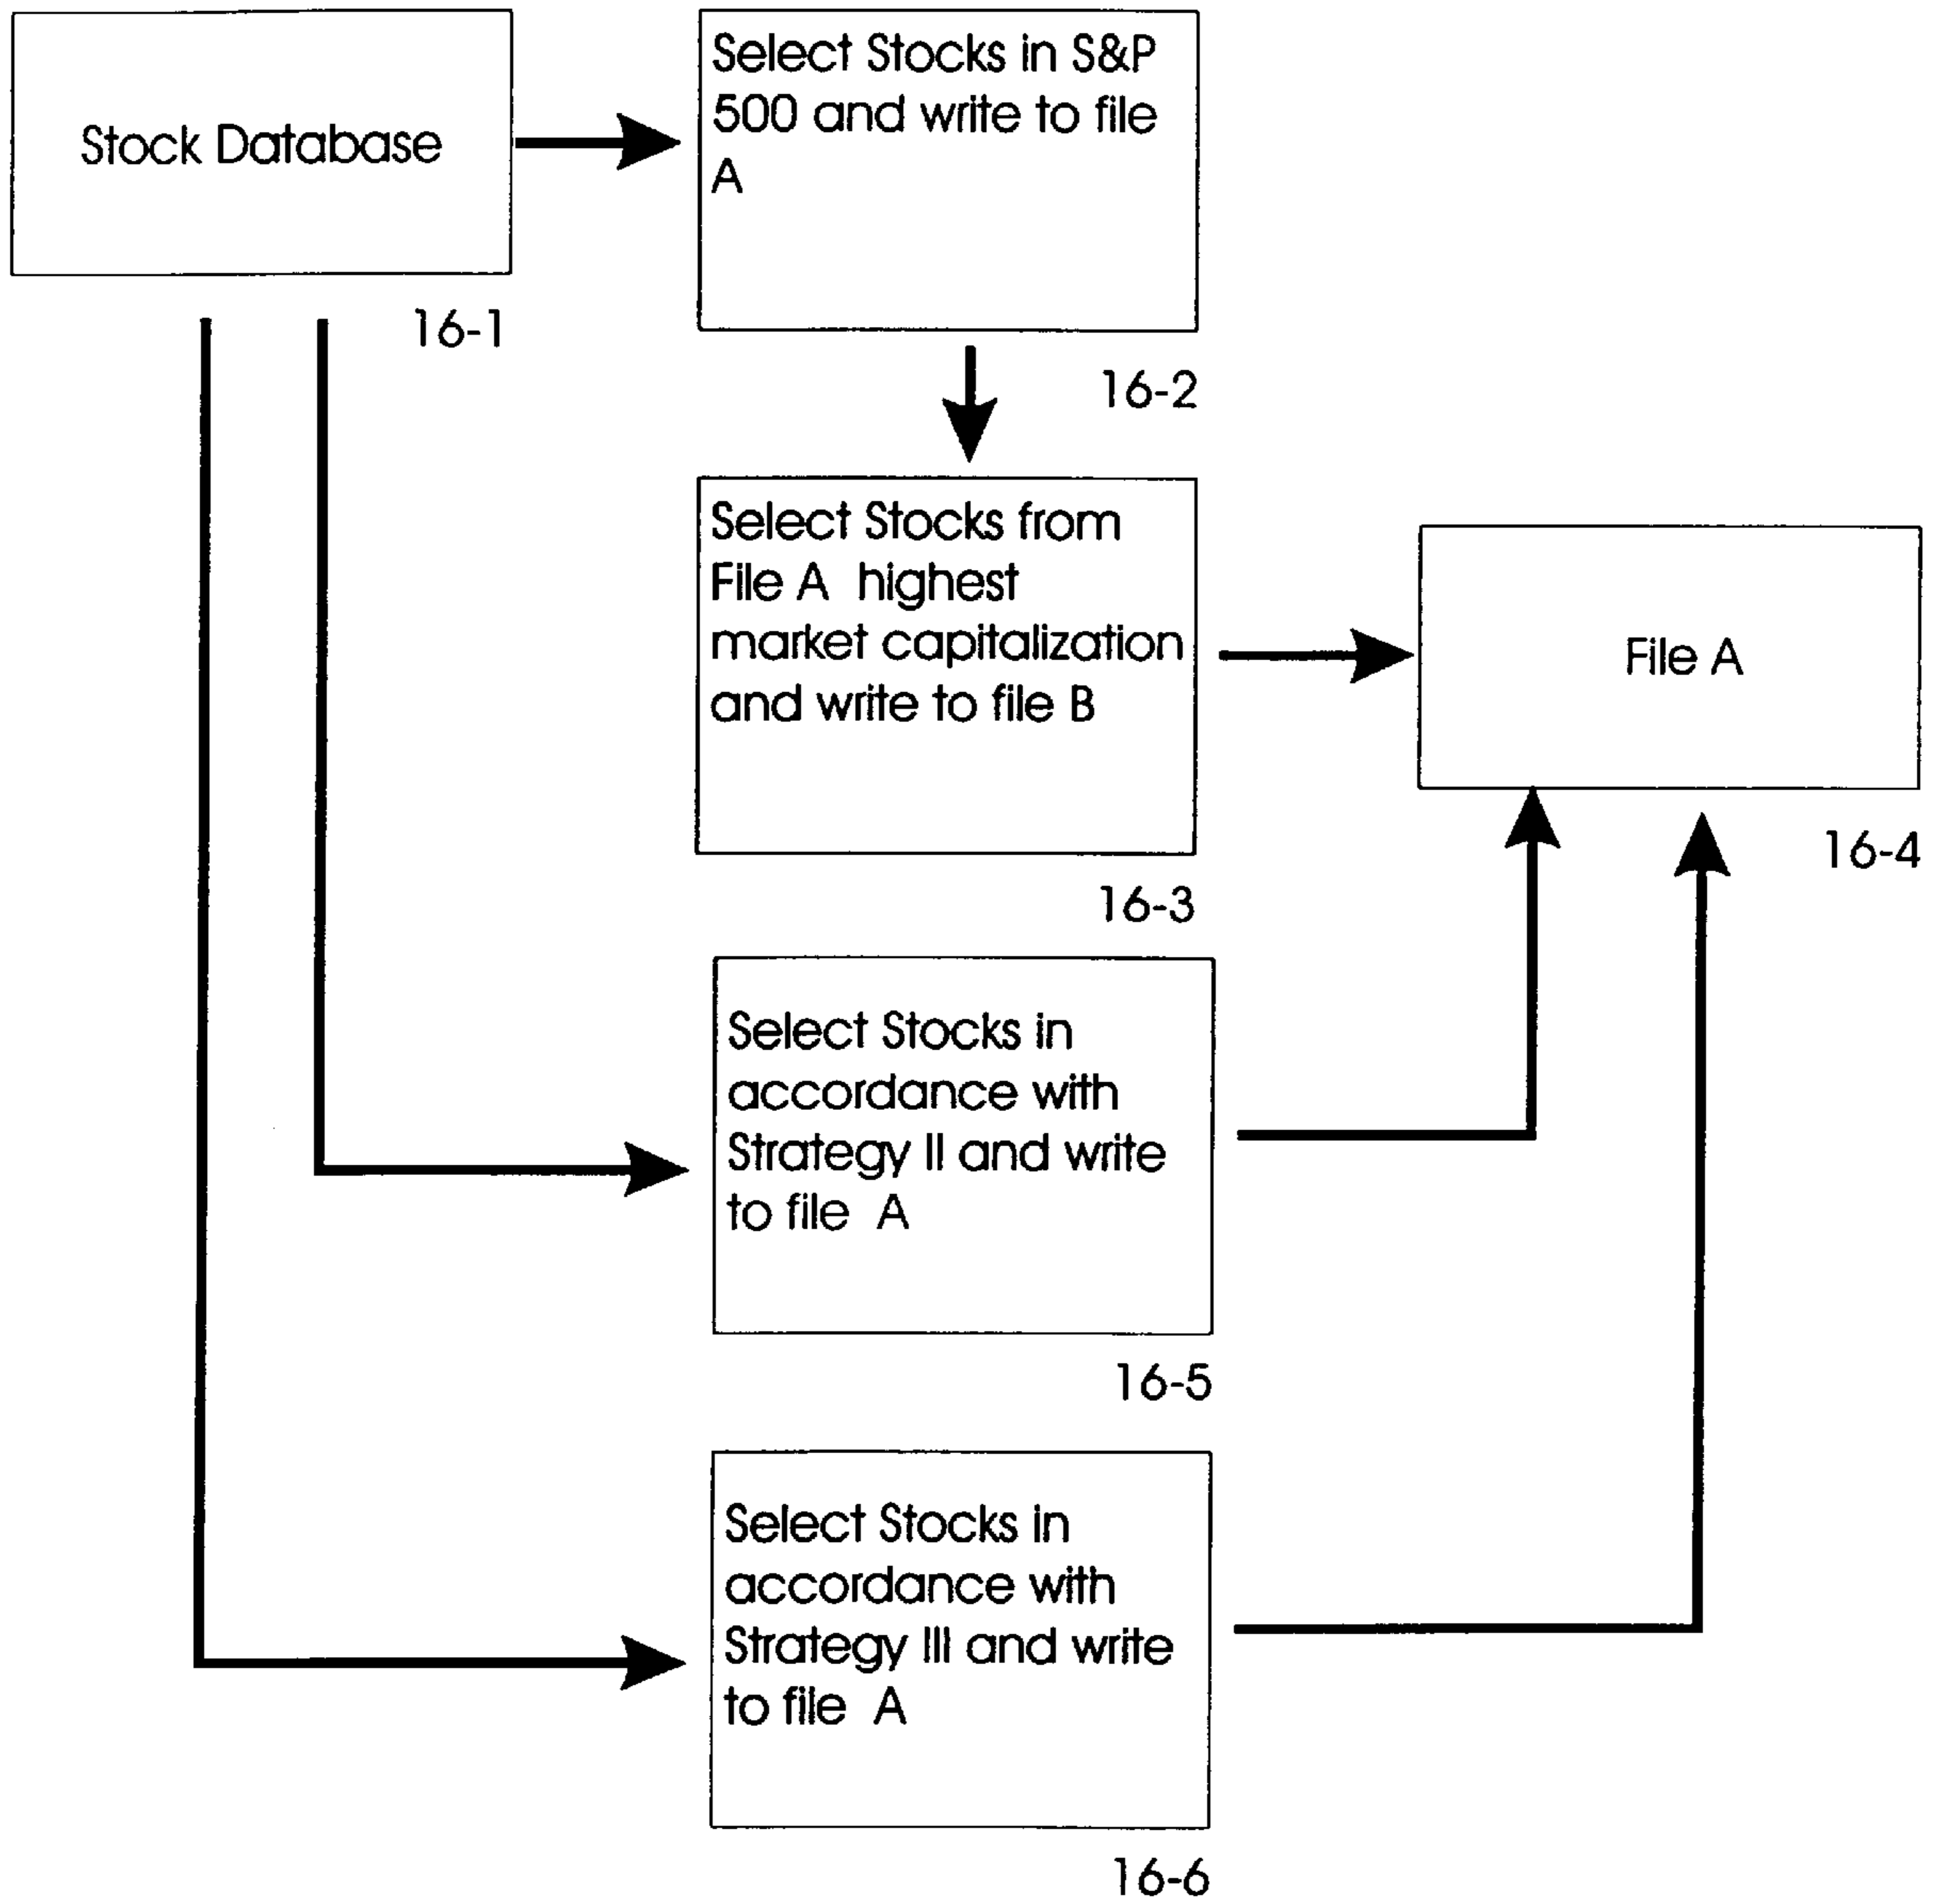 Stock Database
16-1
Select Stocks in S&P
500 and write to file
A
16-2
Select Stocks from
File A highest
market capitalization
and write to file B
16-3
File A
16-4
Select Stocks in
accordance with
Strategy II and write
to file A
16-5
Select Stocks in
accordance with
Strategy III and write
to file A
16-6